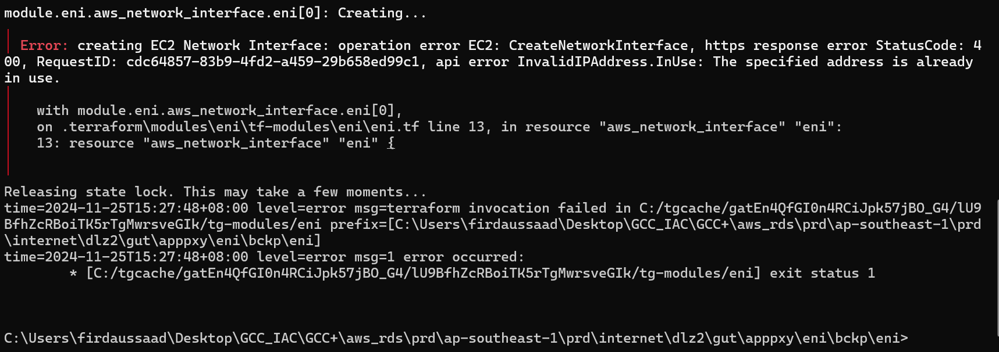 module.eni.aws_network_interface.eni[0]: Creating...
Error: creating EC2 Network Interface: operation error EC2: CreateNetworkInterface, https response error StatusCode: 4
00, RequestID: cdc64857-83b9-4fd2-a459-29b658ed99c1, api error InvalidIPAddress.InUse: The specified address is already
in use.
with module.eni.aws_network_interface.eni[0],
on .terraform\modules\eni\tf-modules\eni\eni.tf line 13, in resource "aws_network_interface" "eni":
13: resource "aws_network_interface" "eni" {
Releasing state lock. This may take a few moments...
time=2024-11-25T15:27:48+08:00 level=error msg=terraform invocation failed in C:/tgcache/gatEn4QfGI0n4RCiJpk57jBO_G4/lU9
BfhZcRBoiTK5rTgMwrsveGIk/tg-modules/eni prefix=[C:\Users\firdaussaad\Desktop\GCC_IAC\GCC+\aws_rds\prd\ap-southeast-1\prd
\internet\dlz2\gut\apppxy\eni\bckp\eni]
time=2024-11-25T15:27:48+08:00 level=error msg=1 error occurred:
* [C:/tgcache/gatEn4QfGI0n4RCiJpk57jBO_G4/lU9BfhZcRBoiTK5rTgMwrsveGIk/tg-modules/eni] exit status 1
C:\Users\firdaussaad\Desktop\GCC_IAC\GCC+\aws_rds\prd\ap-southeast-1\prd\internet\dlz2\gut\apppxy\eni\bckp\eni>